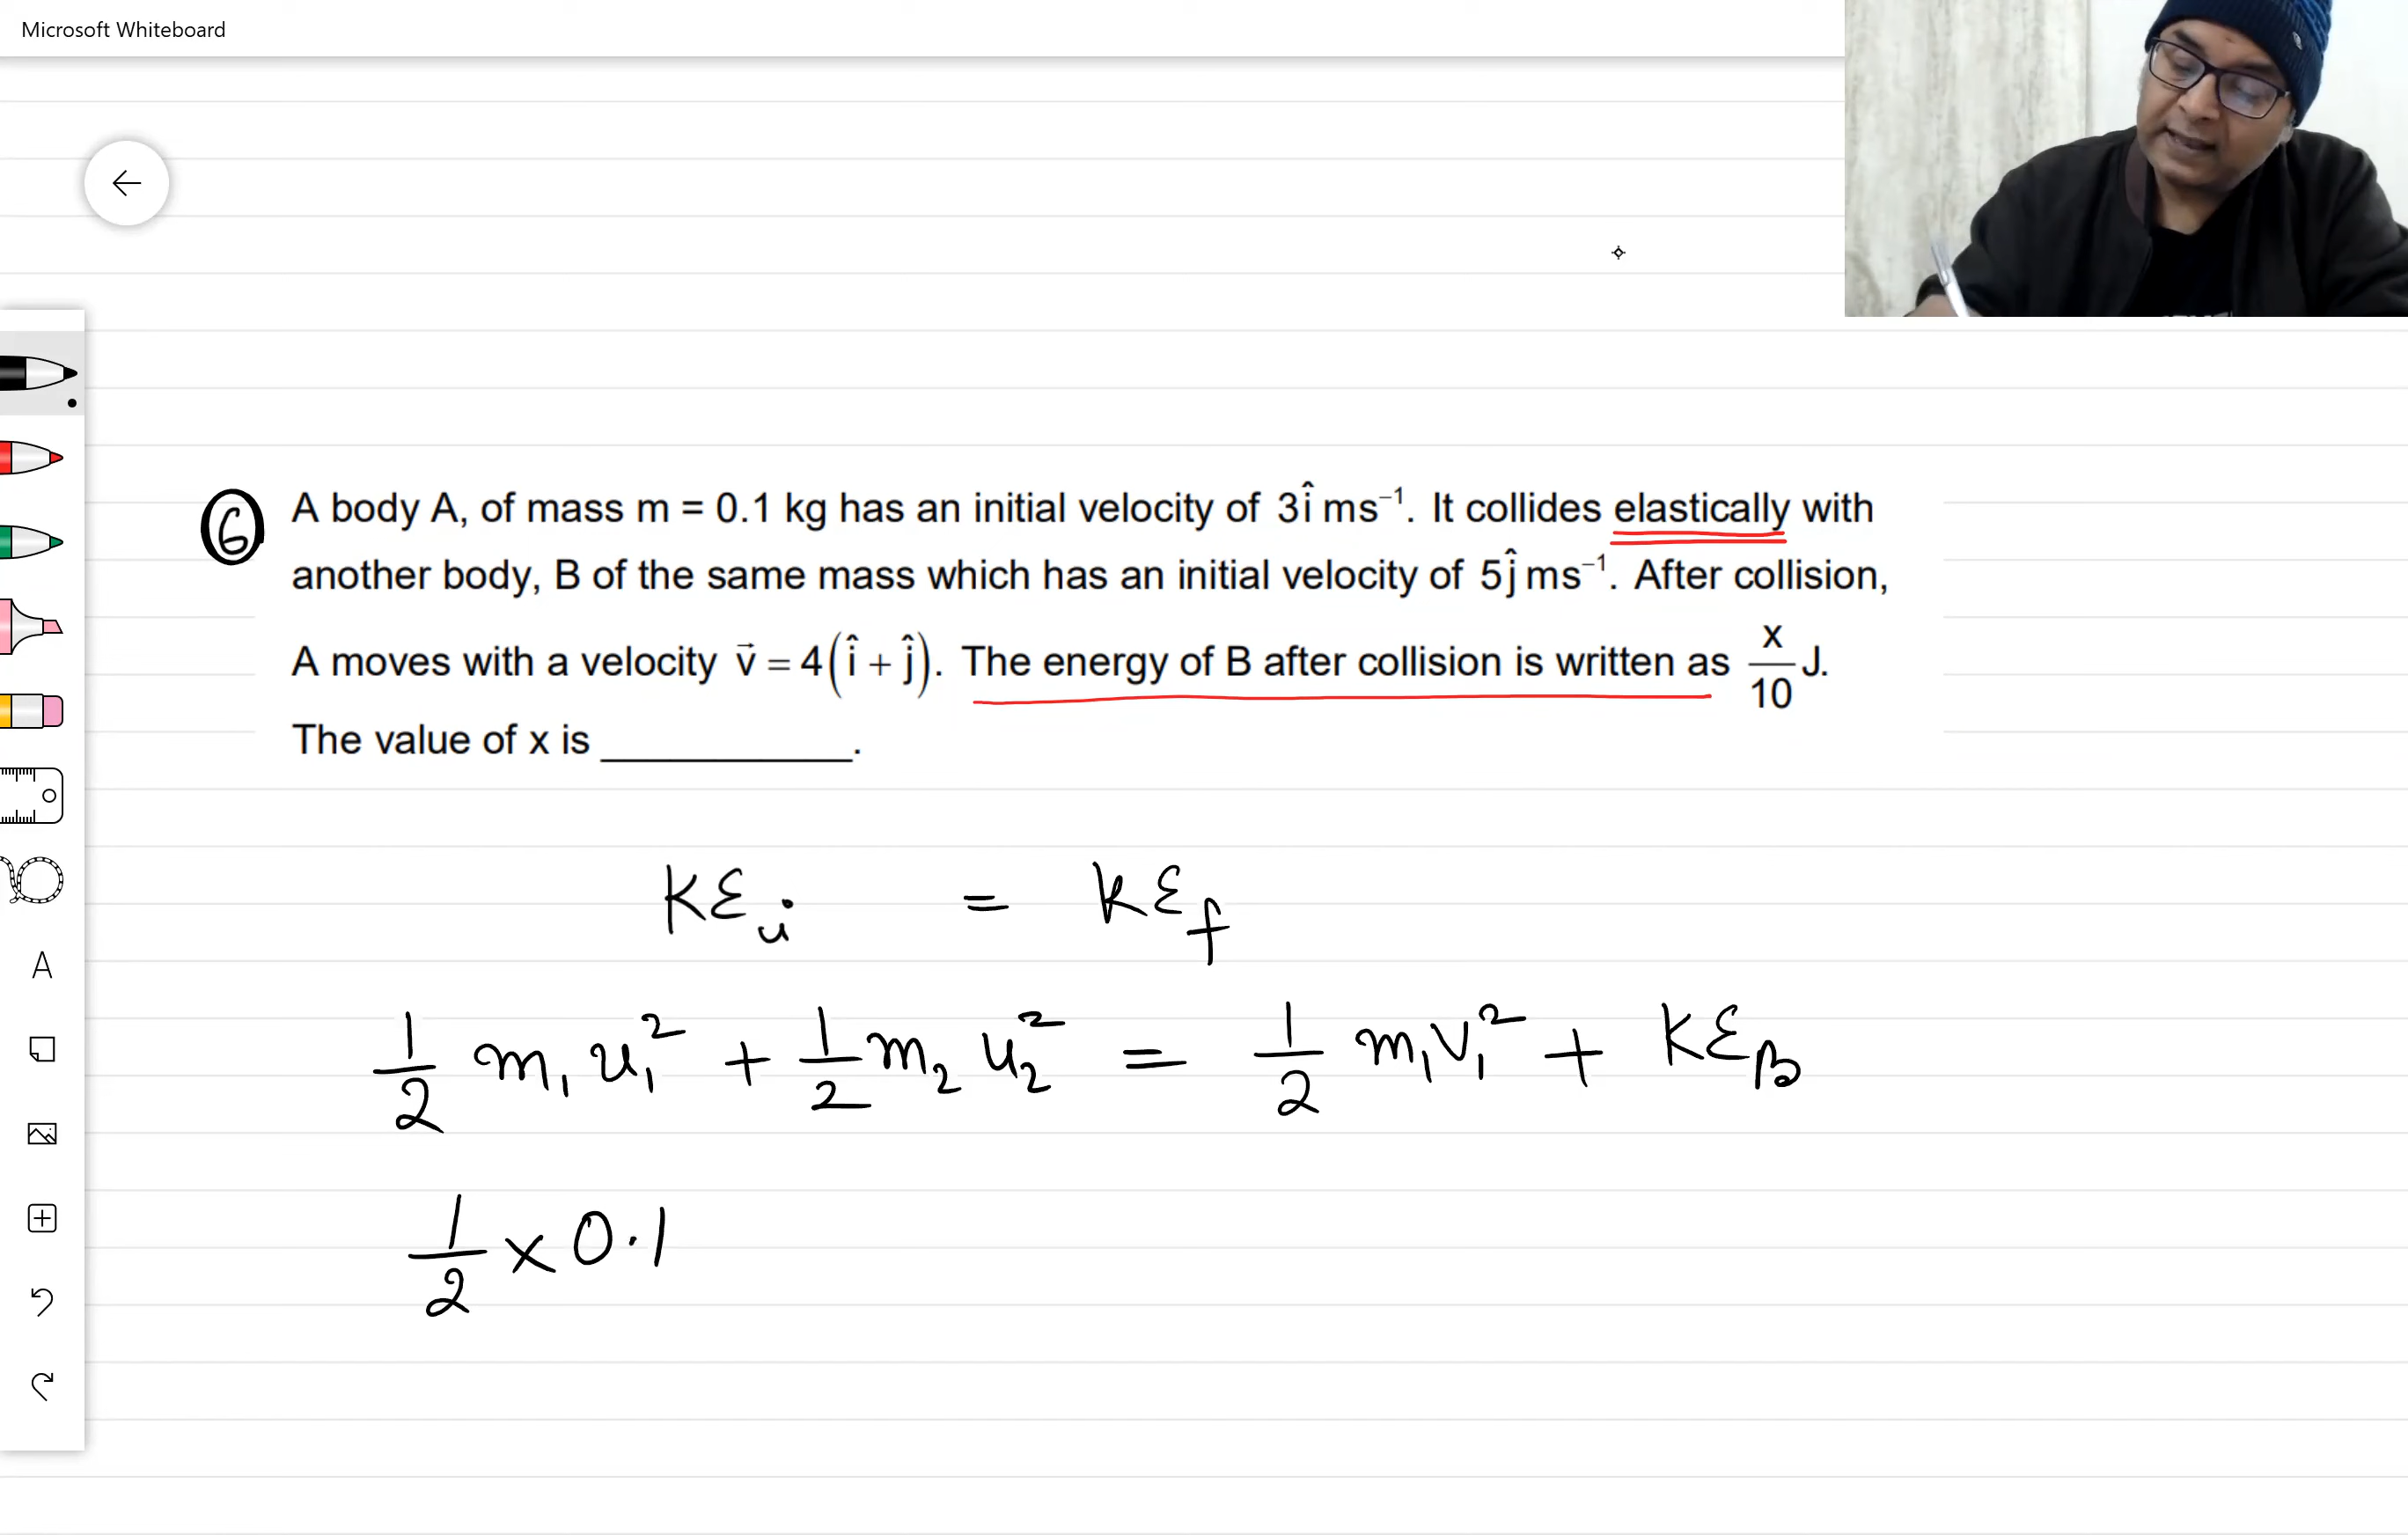 Microsoft Whiteboard
6 A body A, of mass m = 0.1 kg has an initial velocity of 3î ms⁻¹. It collides elastically with
another body, B of the same mass which has an initial velocity of 5ĵ ms⁻¹. After collision,
A moves with a velocity v⃗ = 4(î + ĵ). The energy of B after collision is written as x/10 J.
The value of x is ____________.
KEᵢ = KE_f
1/2 m₁u₁² + 1/2 m₂u₂² = 1/2 m₁v₁² + KE_B
1/2 × 0.1
A